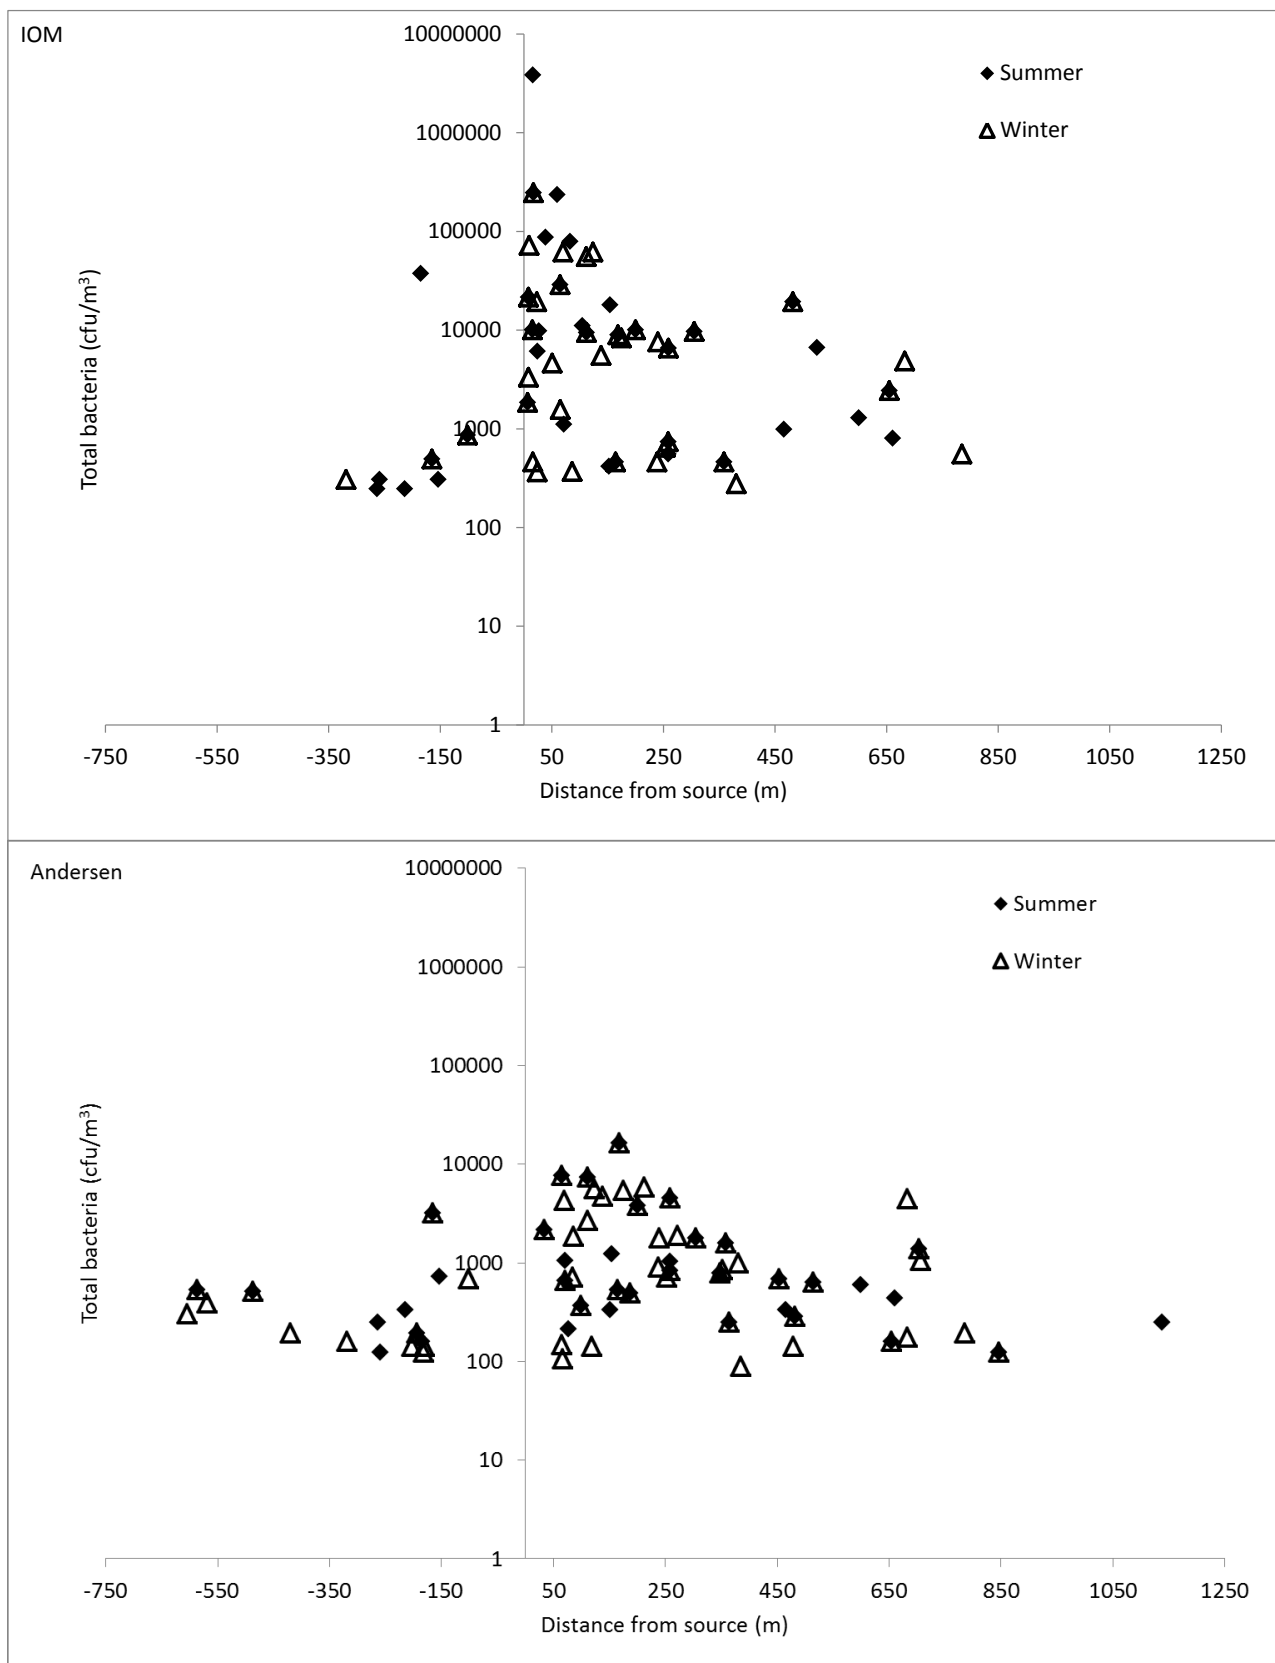 IOM
10000000
1000000
100000
10000
1000
100
10
1
Total bacteria (cfu/m³)
Summer
Winter
-750 -550 -350 -150 50 250 450 650 850 1050 1250
Distance from source (m)
Andersen
10000000
1000000
100000
10000
1000
100
10
1
Total bacteria (cfu/m³)
Summer
Winter
-750 -550 -350 -150 50 250 450 650 850 1050 1250
Distance from source (m)